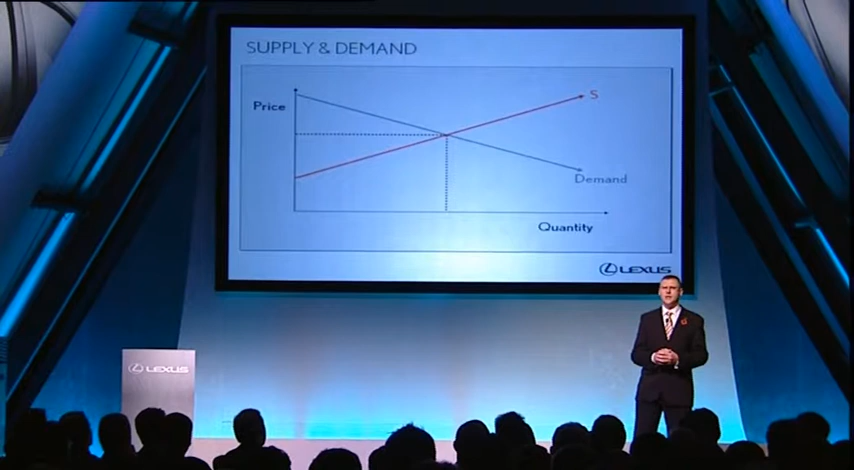 SUPPLY & DEMAND
Price
S
Demand
Quantity
LEXUS
LEXUS